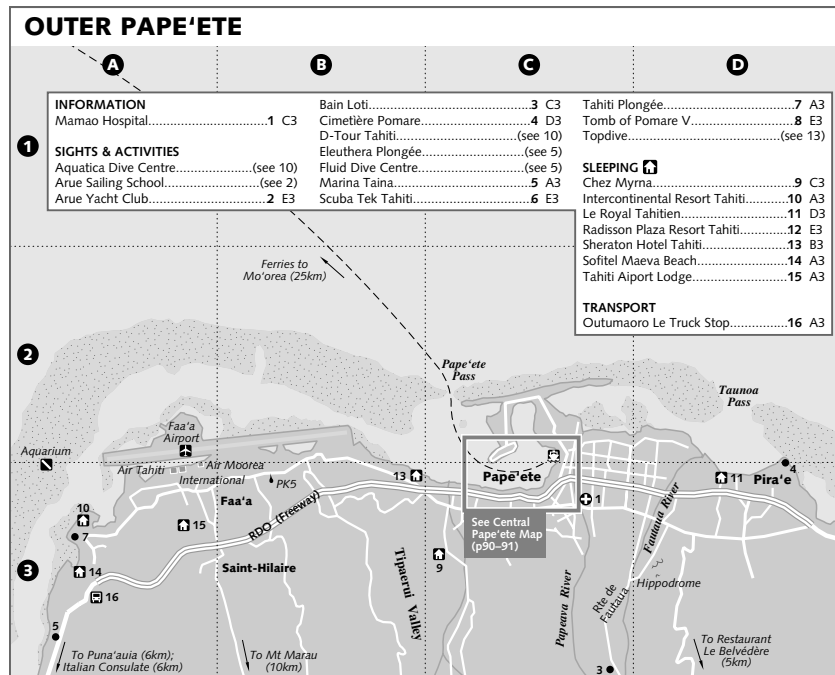 OUTER PAPE‘ETE
A B C D
1
INFORMATION
Mamao Hospital.............................1 C3
SIGHTS & ACTIVITIES
Aquatica Dive Centre...............(see 10)
Arue Sailing School....................(see 2)
Arue Yacht Club.............................2 E3
Bain Loti..........................................3 C3
Cimetière Pomare..........................4 D3
D-Tour Tahiti.............................(see 10)
Eleuthera Plongée......................(see 5)
Fluid Dive Centre........................(see 5)
Marina Taina..................................5 A3
Scuba Tek Tahiti............................6 E3
Tahiti Plongée................................7 A3
Tomb of Pomare V........................8 E3
Topdive.....................................(see 13)
SLEEPING
Chez Myrna....................................9 C3
Intercontinental Resort Tahiti.......10 A3
Le Royal Tahitien..........................11 D3
Radisson Plaza Resort Tahiti........12 E3
Sheraton Hotel Tahiti...................13 B3
Sofitel Maeva Beach....................14 A3
Tahiti Aiport Lodge......................15 A3
TRANSPORT
Outumaoro Le Truck Stop...........16 A3
Ferries to
Mo‘orea (25km)
2
Pape‘ete
Pass
Taunoa
Pass
Faa‘a
Airport
Aquarium
Air Tahiti
Air Moorea
International
PK5
13
Pape‘ete
11
Pira‘e
4
Faa‘a
RDO (Freeway)
1
10
15
7
See Central
Pape‘ete Map
(p90–91)
Fautaua River
3
14
Saint-Hilaire
Tipaerui Valley
9
Papeava River
Rte de
Fautaua
Hippodrome
16
5
To Puna‘auia (6km);
Italian Consulate (6km)
To Mt Marau
(10km)
3
To Restaurant
Le Belvédère
(5km)